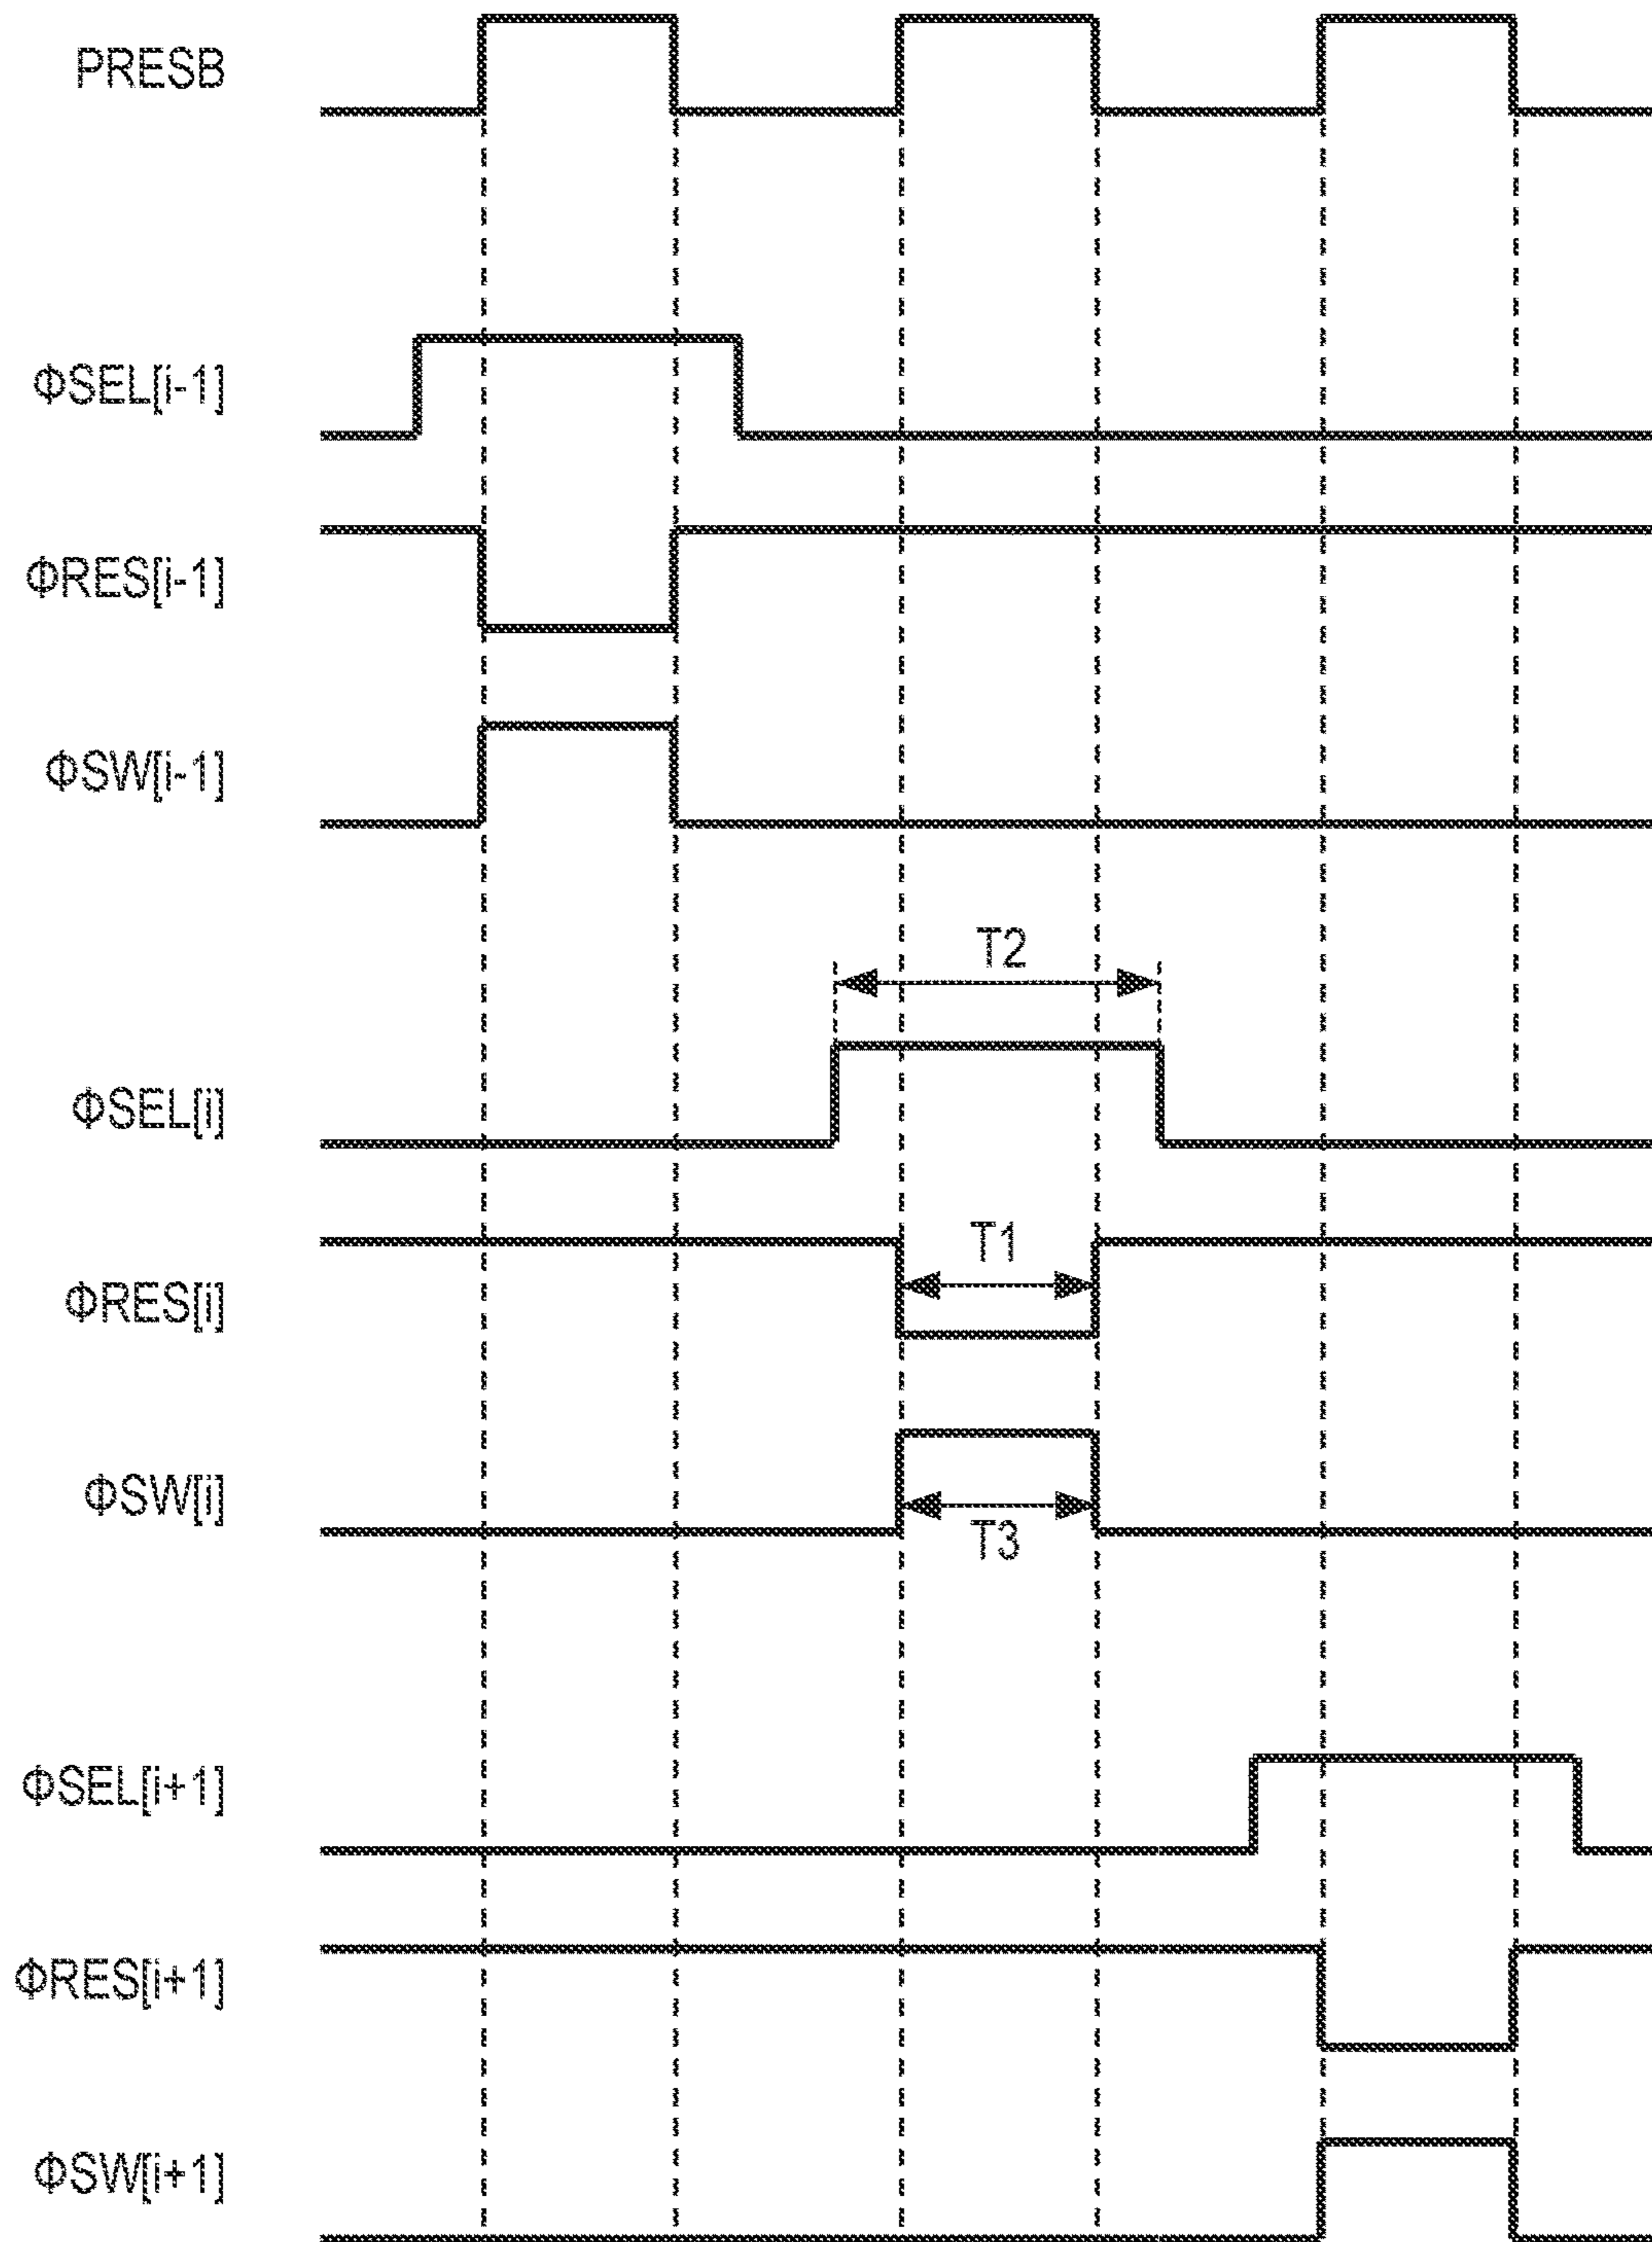 PRESB
ΦSEL[i-1]
ΦRES[i-1]
ΦSW[i-1]
T2
ΦSEL[i]
T1
ΦRES[i]
ΦSW[i]
T3
ΦSEL[i+1]
ΦRES[i+1]
ΦSW[i+1]